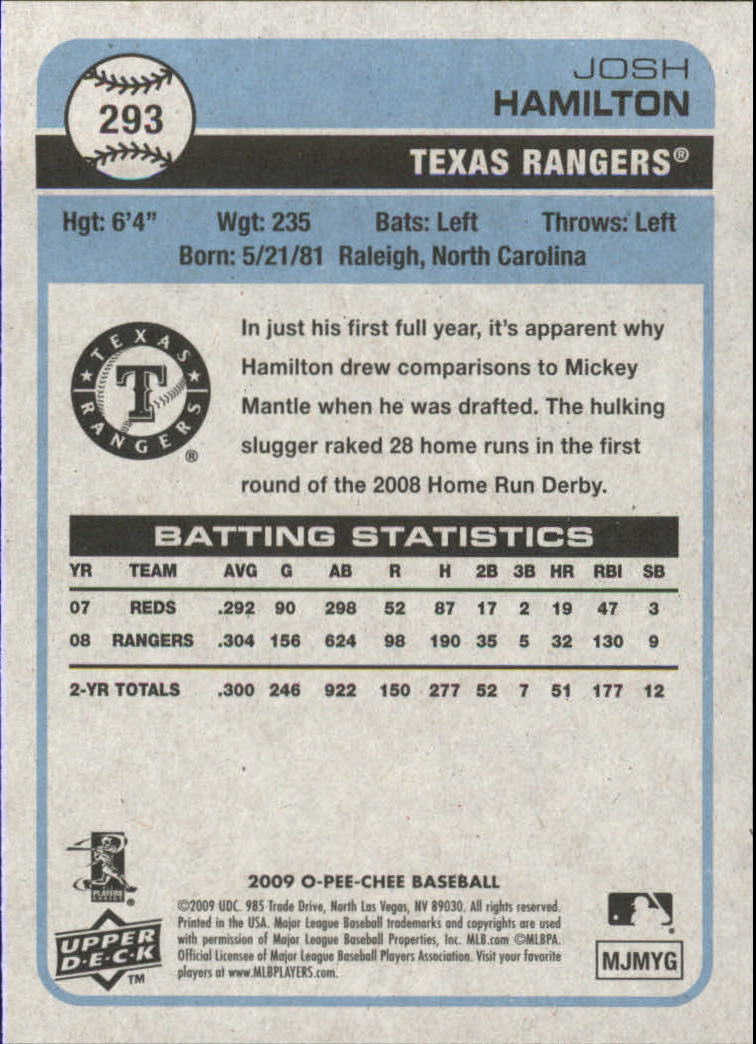 293
JOSH
HAMILTON
TEXAS RANGERS®
Hgt: 6'4” Wgt: 235 Bats: Left Throws: Left
Born: 5/21/81 Raleigh, North Carolina
TEXAS RANGERS
T
®
In just his first full year, it's apparent why
Hamilton drew comparisons to Mickey
Mantle when he was drafted. The hulking
slugger raked 28 home runs in the first
round of the 2008 Home Run Derby.
BATTING STATISTICS
YR TEAM AVG G AB R H 2B 3B HR RBI SB
07 REDS .292 90 298 52 87 17 2 19 47 3
08 RANGERS .304 156 624 98 190 35 5 32 130 9
2-YR TOTALS .300 246 922 150 277 52 7 51 177 12
PLAYERS
CHOICE
®
UPPER
D·E·C·K
TM
2009 O-PEE-CHEE BASEBALL
©2009 UDC. 985 Trade Drive, North Las Vegas, NV 89030. All rights reserved.
Printed in the USA. Major League Baseball trademarks and copyrights are used
with permission of Major League Baseball Properties, Inc. MLB.com ©MLBPA.
Official Licensee of Major League Baseball Players Association. Visit your favorite
players at www.MLBPLAYERS.com.
MJMYG